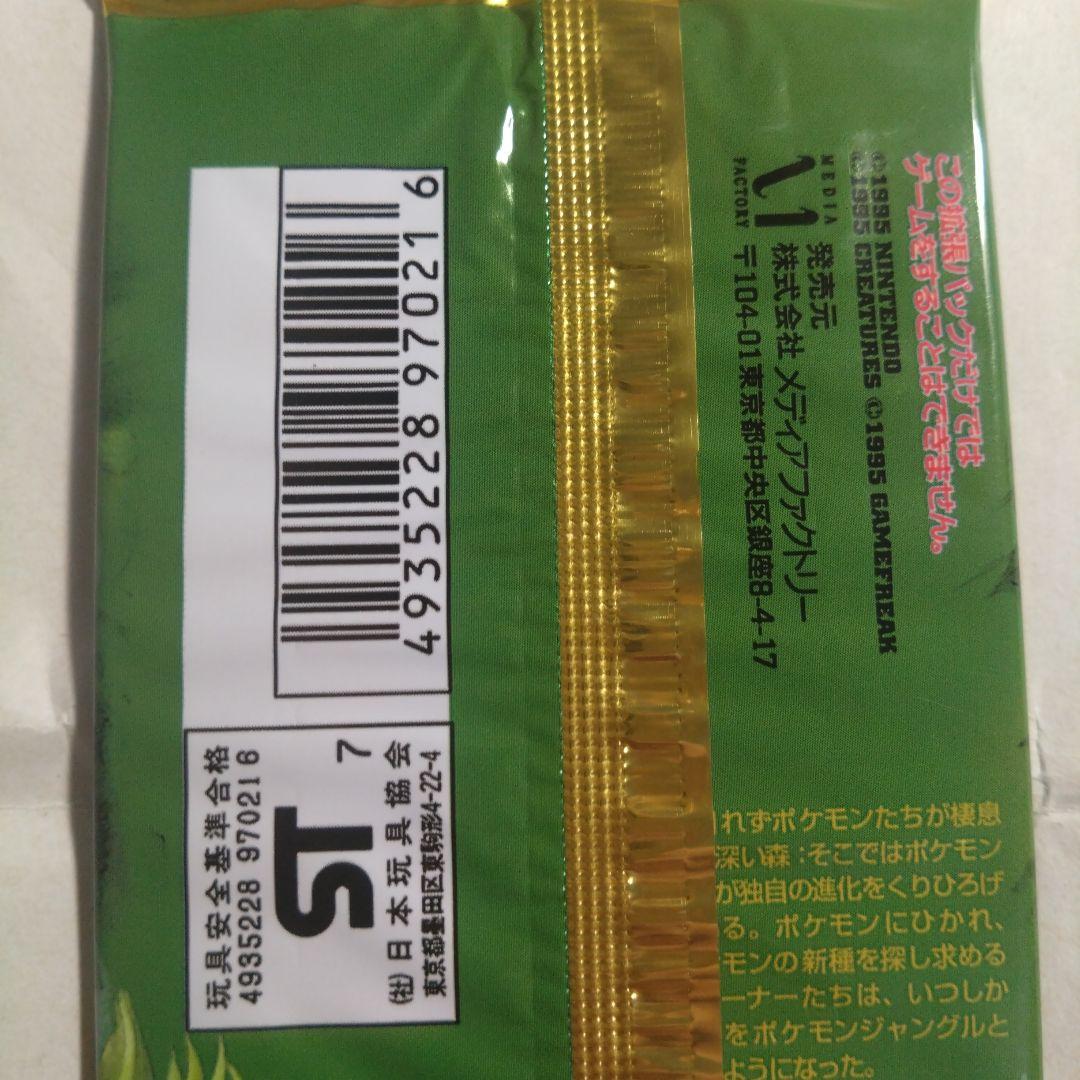 4935228 970216
玩具安全基準合格
4935228 970216
ST
7
(社)日本玩具協会
東京都墨田区東駒形4-22-4
この拡張パックだけでは
ゲームをすることはできません。
©1995 NINTENDO
©1995 CREATURES ©1995 GAMEFREAK
MEDIA
FACTORY
発売元
株式会社メディアファクトリー
〒104-01東京都中央区銀座8-4-17
れずポケモンたちが棲息
深い森:そこではポケモン
が独自の進化をくりひろげ
る。ポケモンにひかれ、
モンの新種を探し求める
ーナーたちは、いつしか
をポケモンジャングルと
ようになった。